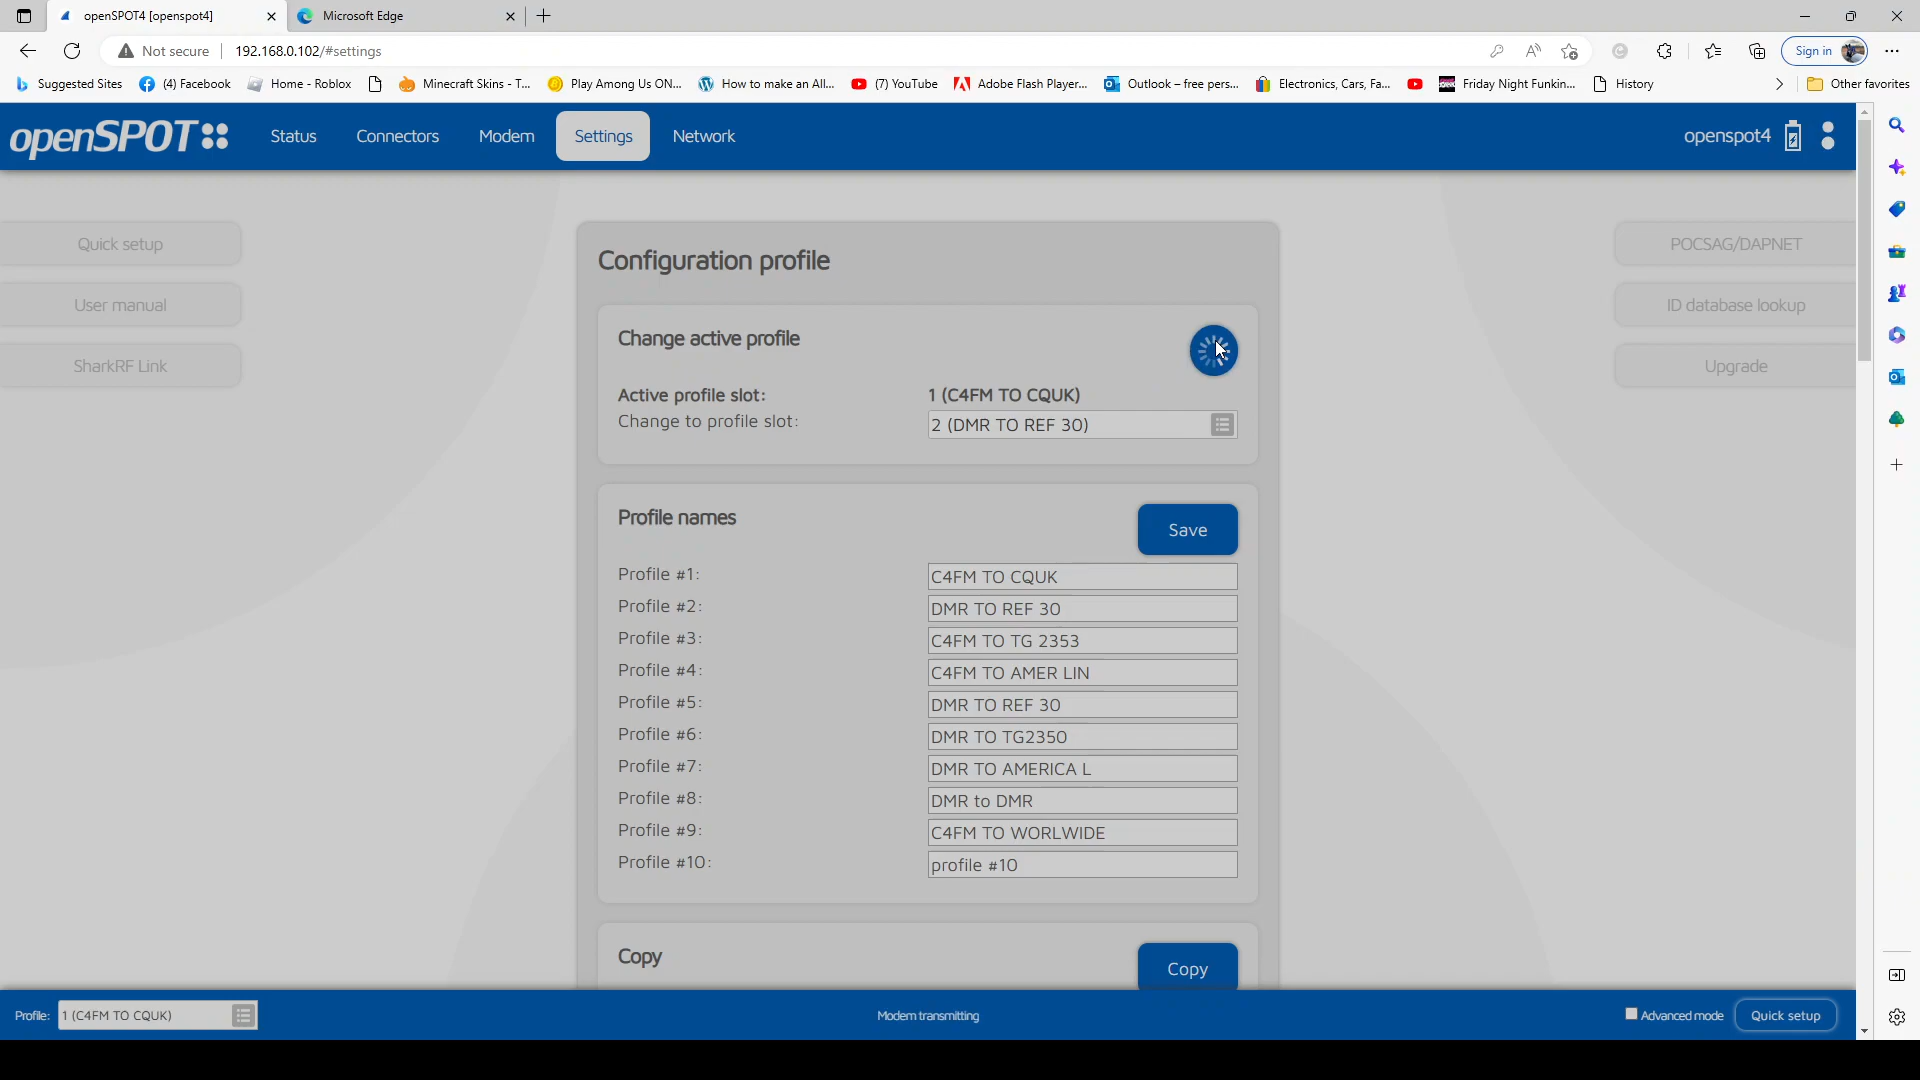 openSPOT4 [openspot4]
Microsoft Edge
Not secure
192.168.0.102/#settings
Sign in
Suggested Sites
(4) Facebook
Home - Roblox
Minecraft Skins - T...
Play Among Us ON...
How to make an All...
(7) YouTube
Adobe Flash Player...
Outlook – free pers...
Electronics, Cars, Fa...
Friday Night Funkin...
History
Other favorites
openSPOT
Status
Connectors
Modem
Settings
Network
openspot4
Quick setup
User manual
SharkRF Link
POCSAG/DAPNET
ID database lookup
Upgrade
Configuration profile
Change active profile
Active profile slot: 1 (C4FM TO CQUK)
Change to profile slot: 2 (DMR TO REF 30)
Profile names
Save
Profile #1: C4FM TO CQUK
Profile #2: DMR TO REF 30
Profile #3: C4FM TO TG 2353
Profile #4: C4FM TO AMER LIN
Profile #5: DMR TO REF 30
Profile #6: DMR TO TG2350
Profile #7: DMR TO AMERICA L
Profile #8: DMR to DMR
Profile #9: C4FM TO WORLWIDE
Profile #10: profile #10
Copy
Copy
Profile: 1 (C4FM TO CQUK)
Modem transmitting
Advanced mode
Quick setup